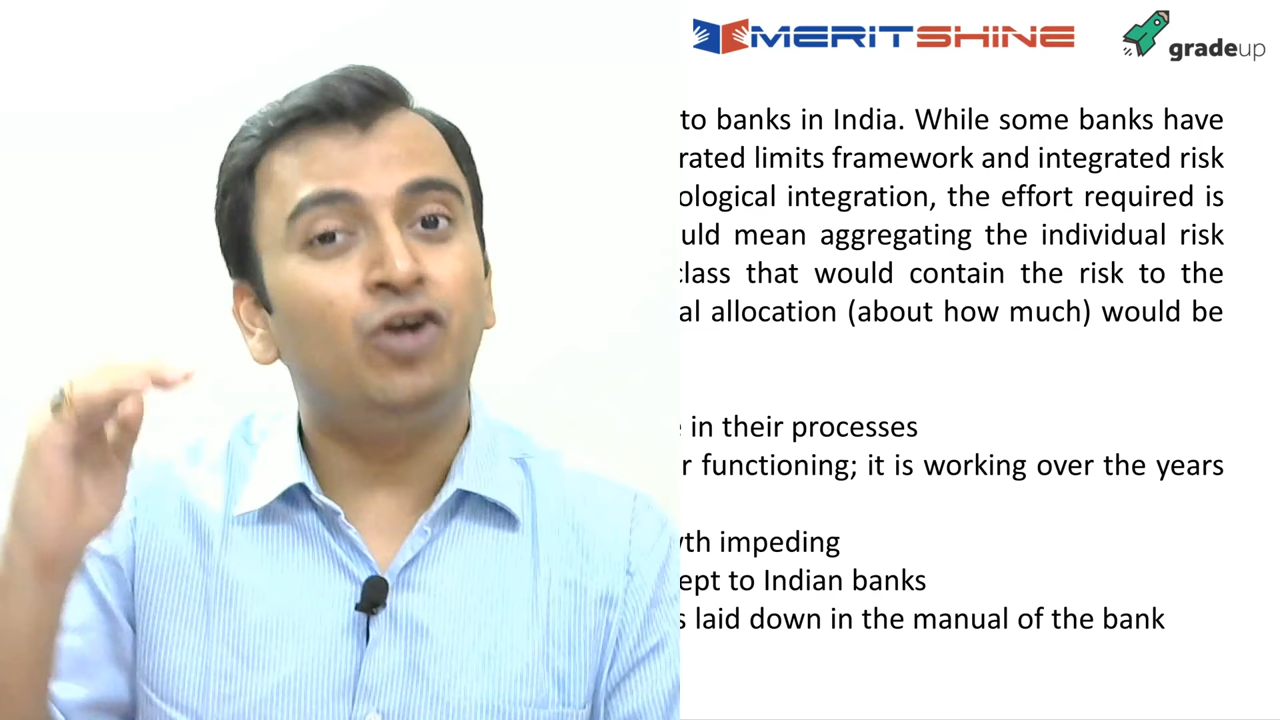 MERITSHINE
gradeup
to banks in India. While some banks have
rated limits framework and integrated risk
ological integration, the effort required is
uld mean aggregating the individual risk
class that would contain the risk to the
al allocation (about how much) would be
in their processes
r functioning; it is working over the years
th impeding
ept to Indian banks
s laid down in the manual of the bank